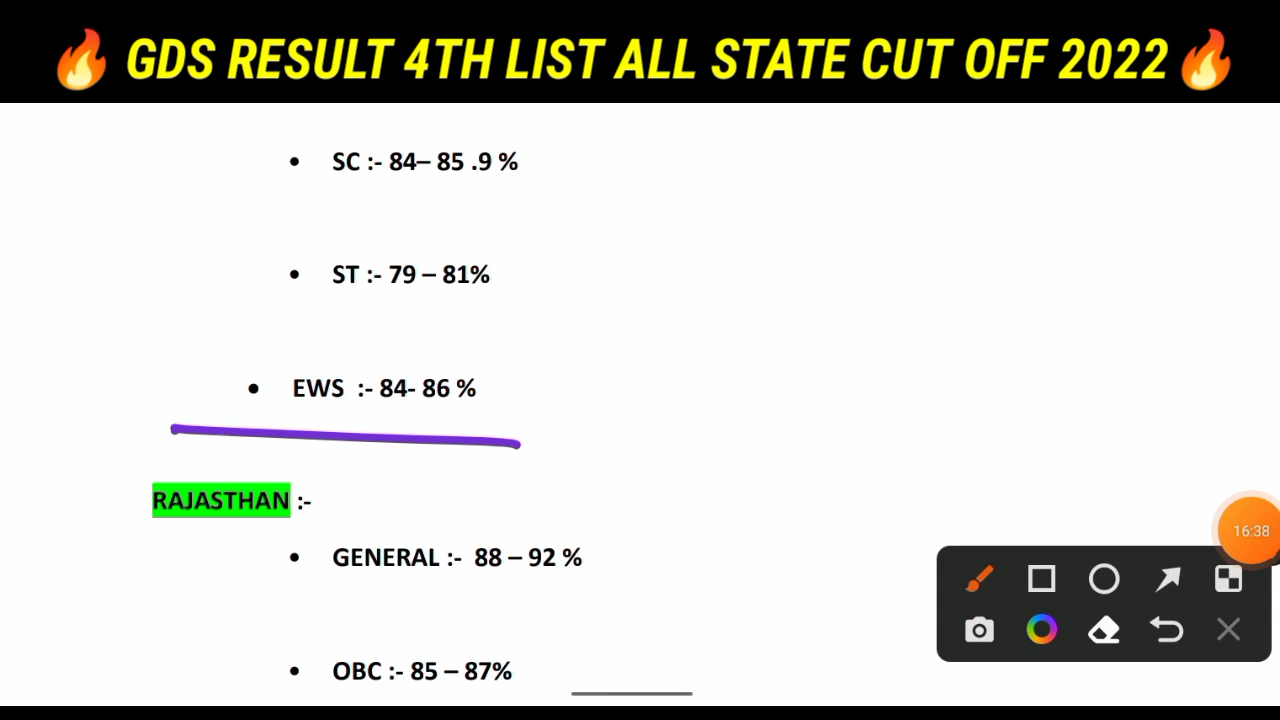 🔥 GDS RESULT 4TH LIST ALL STATE CUT OFF 2022 🔥
• SC :- 84– 85 .9 %
• ST :- 79 – 81%
• EWS :- 84- 86 %
RAJASTHAN :-
• GENERAL :- 88 – 92 %
• OBC :- 85 – 87%
16:38